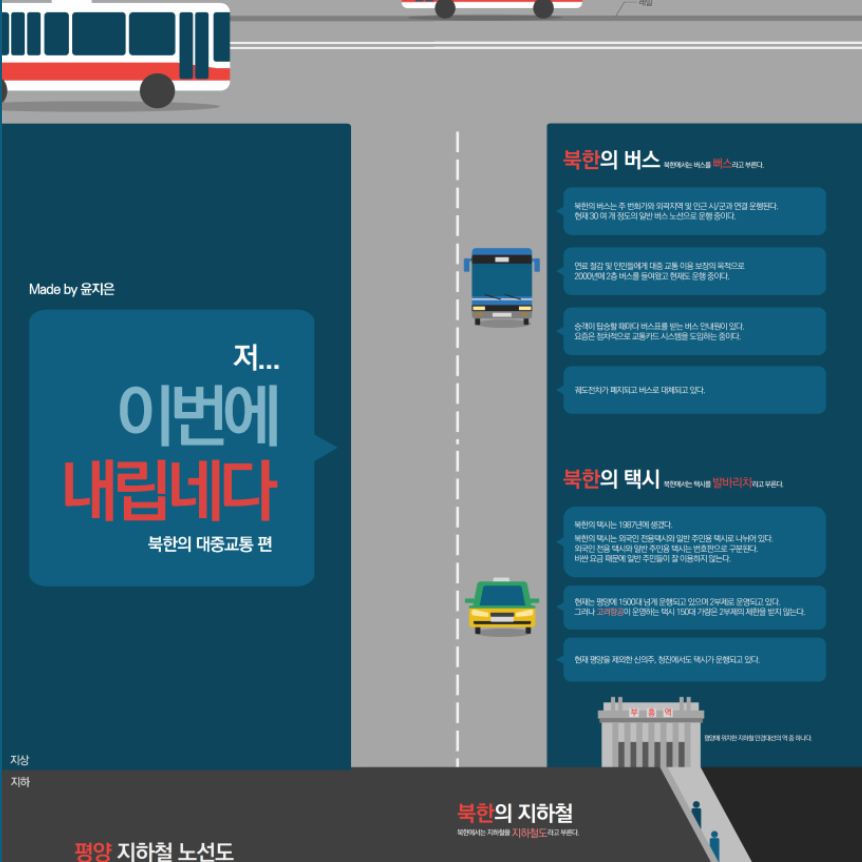 레일
Made by 윤지은
저...
이번에
내립네다
북한의 대중교통 편
북한의 버스 북한에서는 버스를 뻐스라고 부른다.
북한의 버스는 주 번화가와 외곽지역 및 인근 시/군과 연결 운행된다.
현재 30 여 개 정도의 일반 버스 노선으로 운행 중이다.
연료 절감 및 인민들에게 대중 교통 이용 보장의 목적으로
2000년에 2층 버스를 들여왔고 현재도 운행 중이다.
승객이 탑승할 때마다 버스표를 받는 버스 안내원이 있다.
요즘은 점차적으로 교통카드 시스템을 도입하는 중이다.
궤도전차가 폐지되고 버스로 대체되고 있다.
북한의 택시 북한에서는 택시를 발바리차라고 부른다.
북한의 택시는 1987년에 생겼다.
북한의 택시는 외국인 전용택시와 일반 주민용 택시로 나뉘어 있다.
외국인 전용 택시와 일반 주민용 택시는 번호판으로 구분된다.
비싼 요금 때문에 일반 주민들이 잘 이용하지 않는다.
현재는 평양에 1500대 넘게 운행되고 있으며 2부제로 운영되고 있다.
그러나 고려항공이 운영하는 택시 150대 가량은 2부제의 제한을 받지 않는다.
현재 평양을 제외한 신의주, 청진에서도 택시가 운행되고 있다.
부 흥 역
평양에 위치한 지하철 만경대선의 역 중 하나다.
지상
지하
북한의 지하철
북한에서는 지하철을 지하철도라고 부른다.
평양 지하철 노선도